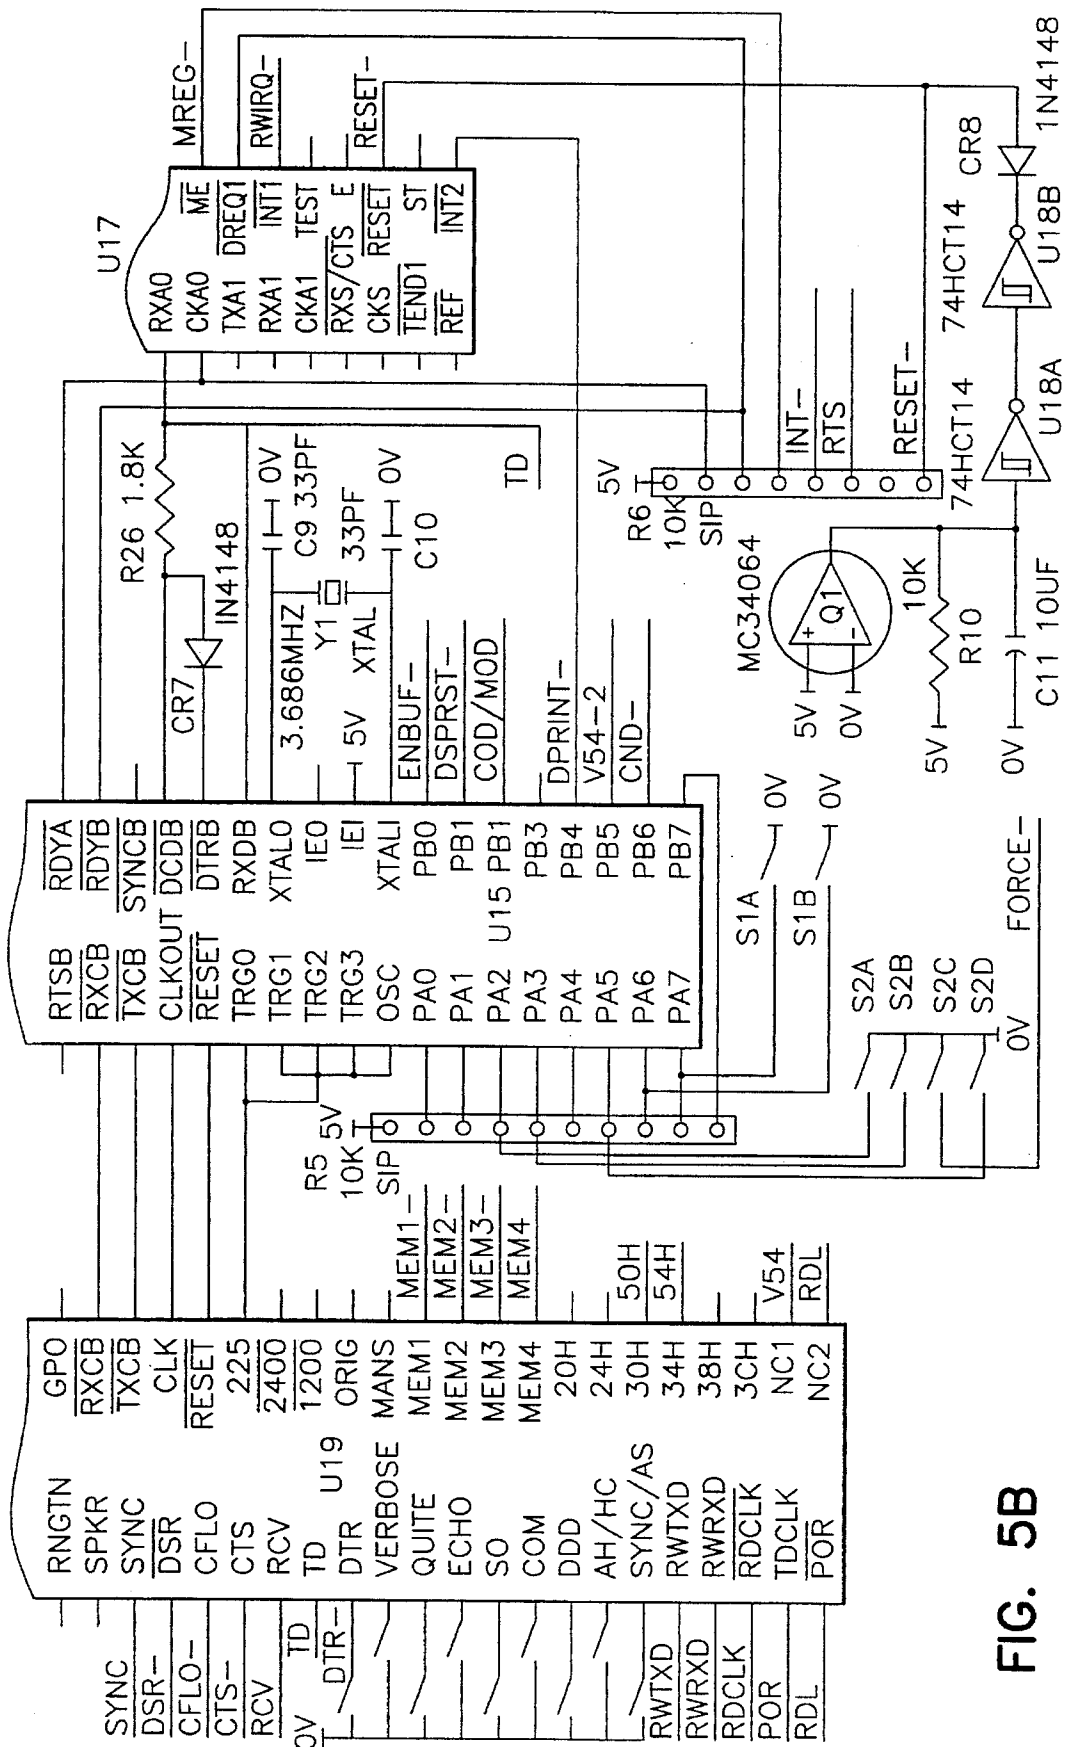 U17
RXA0 ME
CKA0 DREQ1
TXA1 INT1
RXA1 TEST
CKA1 E
RXS/CTS RESET
CKS ST
TEND1 INT2
REF
MREG-
RWIRQ-
RESET-
RTSB RDYA
RXCB RDYB
TXCB SYNCB
CLKOUT DCDB
RESET DTRB
TRG0 RXDB
TRG1 XTALO
TRG2 IEO
TRG3 IEI
OSC XTALI
PA0 PB0
PA1 PB1
PA2 U15 PB1
PA3 PB3
PA4 PB4
PA5 PB5
PA6 PB6
PA7 PB7
R26 1.8K
CR7
IN4148
3.686MHZ
Y1
XTAL
C9 33PF
0V
33PF
C10
0V
5V
TD
ENBUF-
DSPRST-
COD/MOD
DPRINT-
V54-2
CND-
R6
10K
SIP
5V
INT-
RTS
RESET-
MC34064
Q1
+
-
5V
0V
10K
R10
5V
C11 10UF
0V
74HCT14
U18A
74HCT14
U18B
CR8
1N4148
S1A
0V
S1B
0V
S2A
S2B
S2C
S2D
0V
FORCE-
R5
10K
SIP
5V
RNGTN GPO
SPKR RXCB
SYNC TXCB
DSR CLK
CFLO RESET
CTS 225
RCV 2400
TD 1200
U19
DTR ORIG
VERBOSE MANS
QUITE MEM1
ECHO MEM2
SO MEM3
COM MEM4
DDD 20H
AH/HC 24H
SYNC/AS 30H
RWTXD 34H
RWRXD 38H
RDCLK 3CH
TDCLK NC1
POR NC2
MEM1-
MEM2-
MEM3-
MEM4
50H
54H
V54
RDL
SYNC
DSR-
CFLO-
CTS-
RCV
TD
0V
DTR-
RWTXD
RWRXD
RDCLK
POR
RDL
FIG. 5B